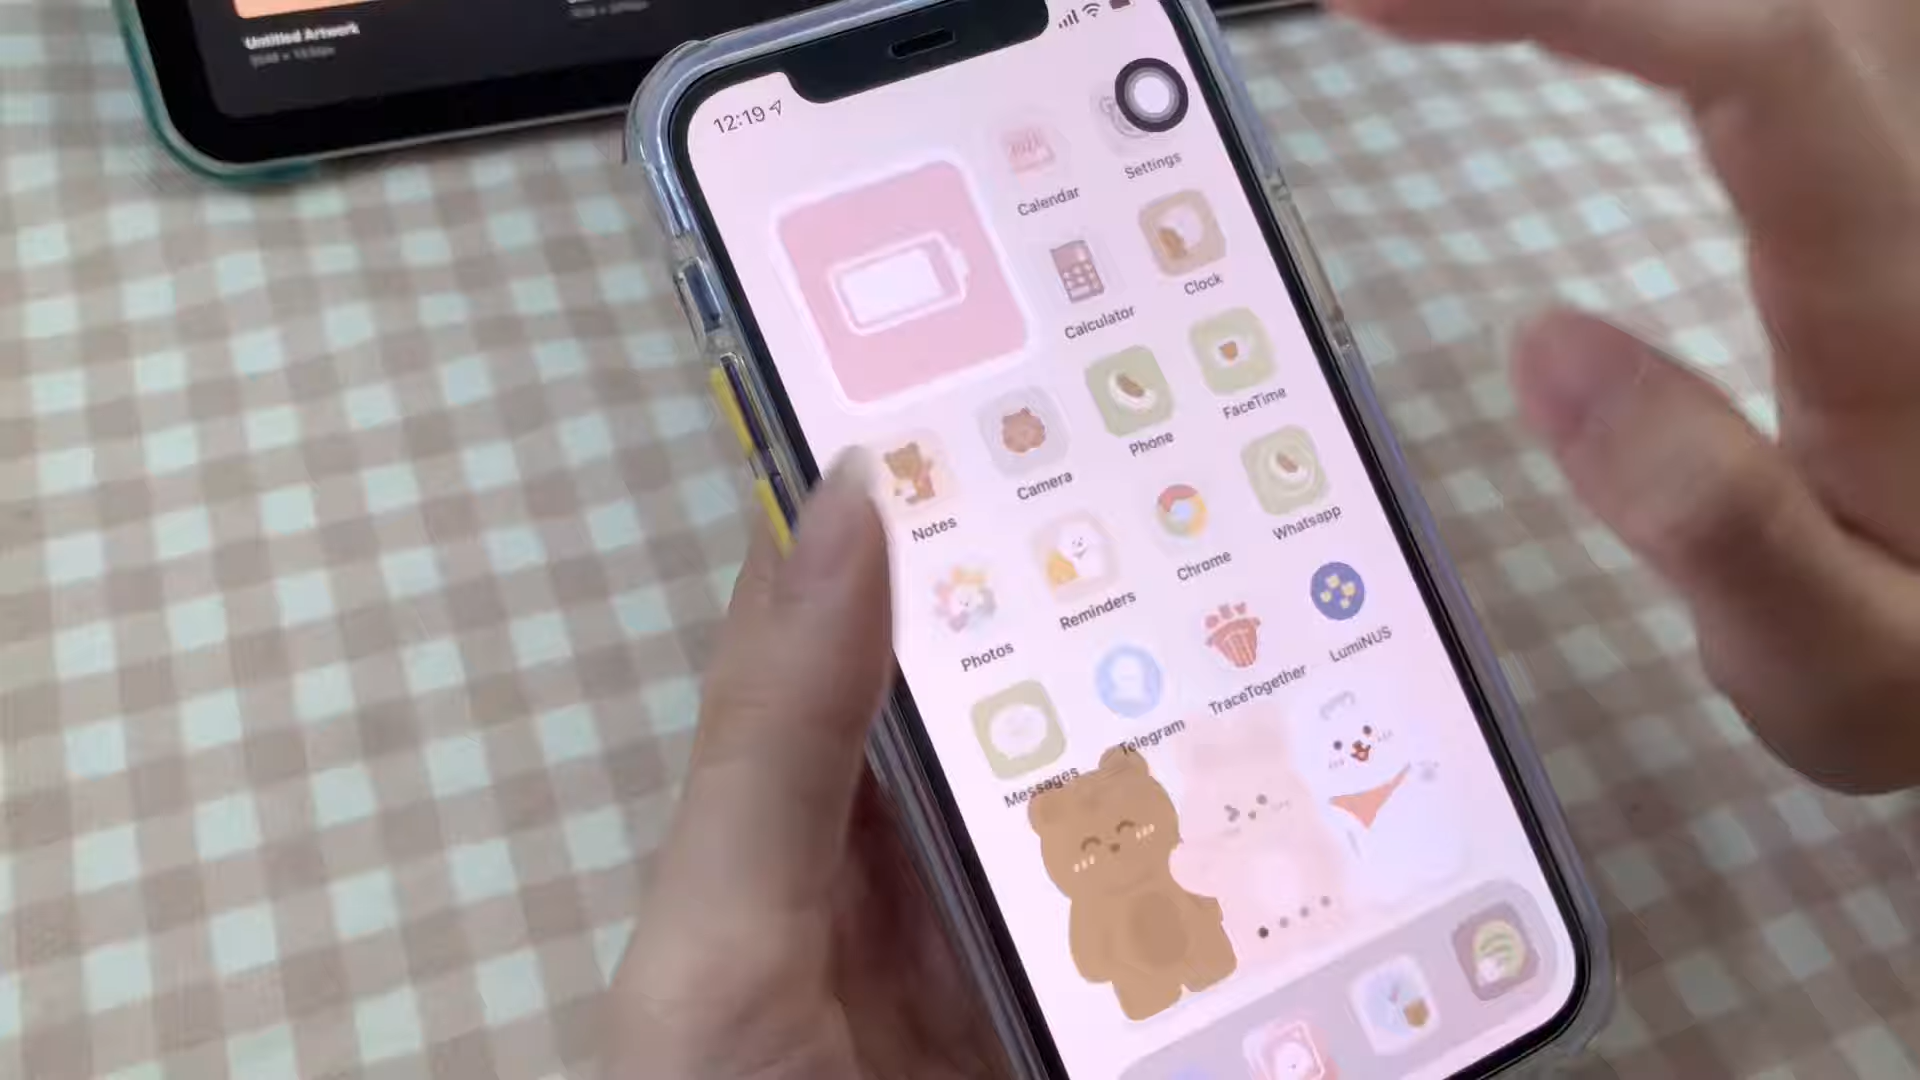 Untitled Artwork
12:19
Calendar
Settings
Calculator
Clock
Notes
Camera
Phone
FaceTime
Photos
Reminders
Chrome
Whatsapp
Messages
Telegram
TraceTogether
LumiNUS